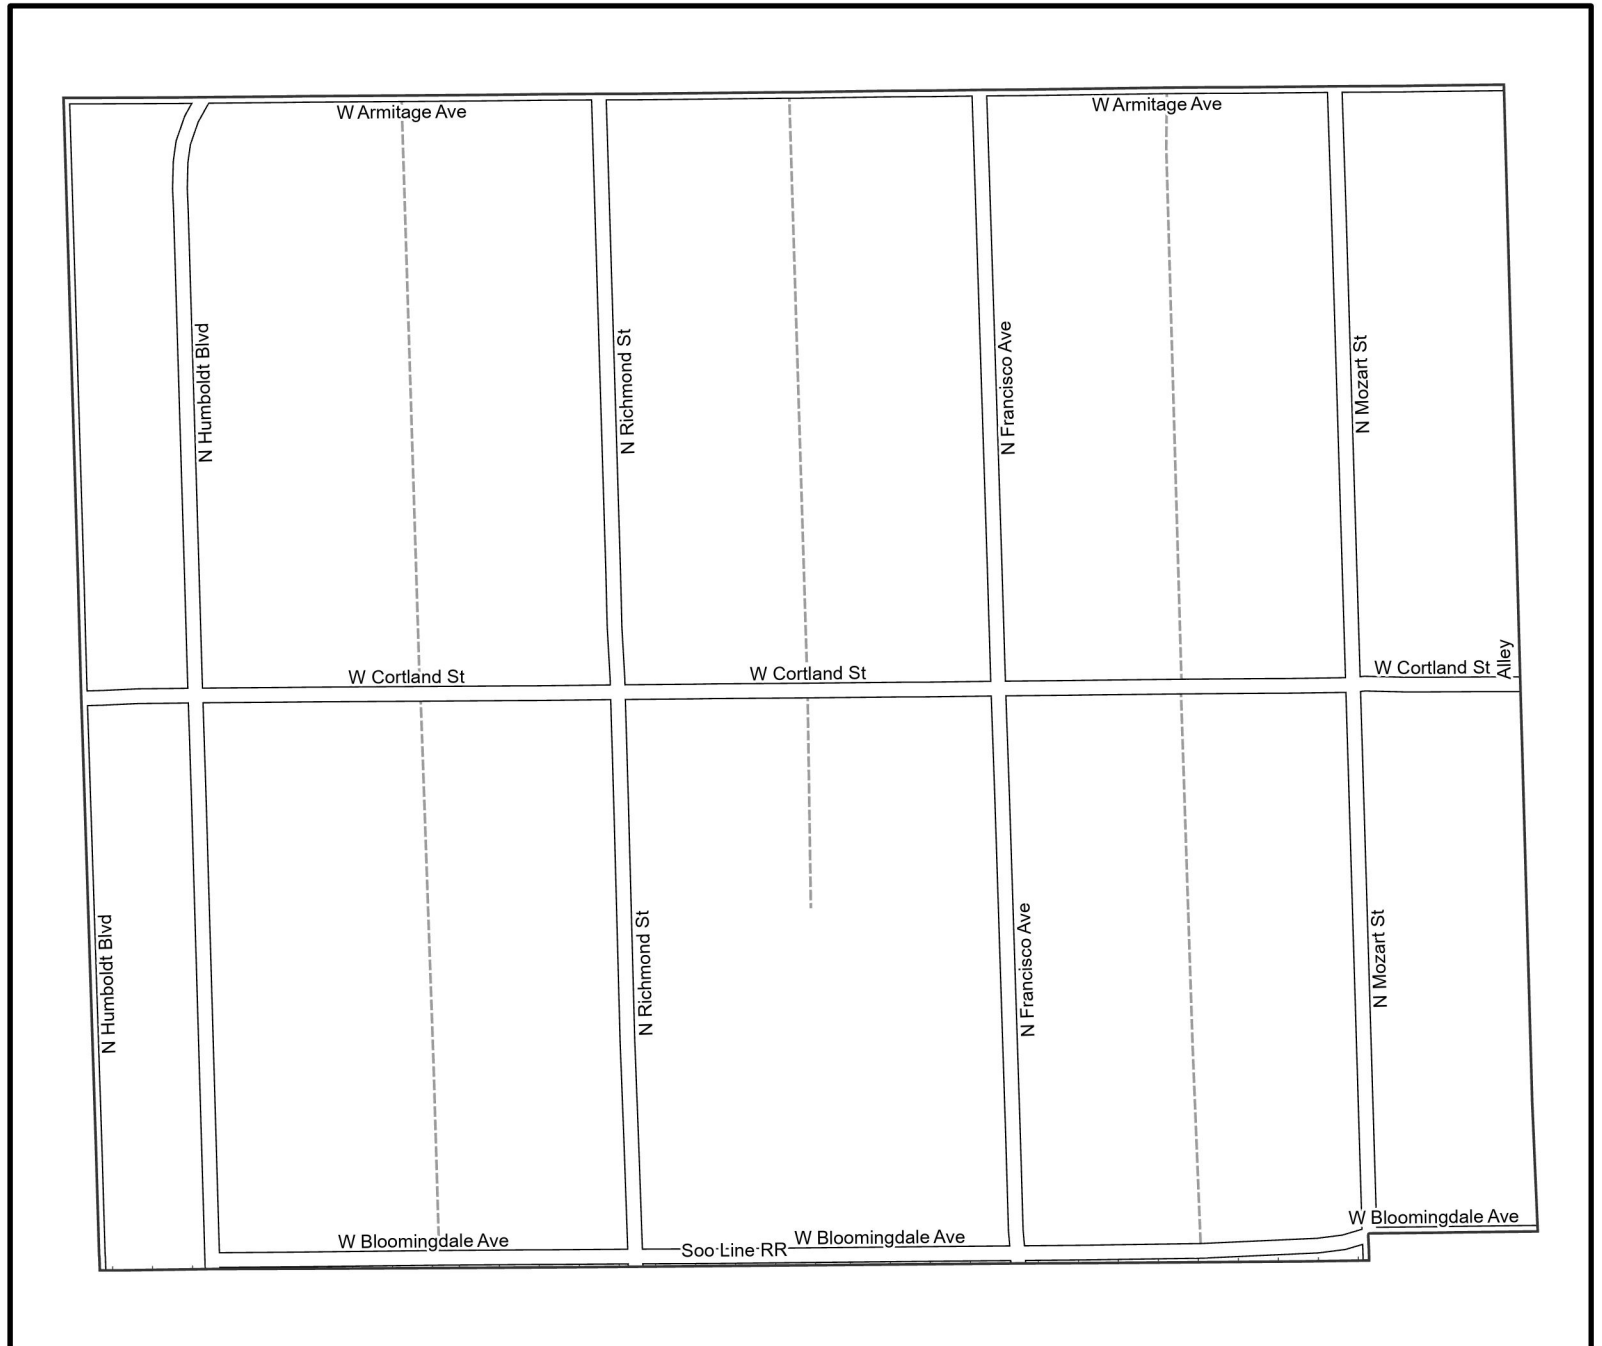 W Armitage Ave
W Armitage Ave
N Humboldt Blvd
N Richmond St
N Francisco Ave
N Mozart St
W Cortland St
W Cortland St
W Cortland St
Alley
N Humboldt Blvd
N Richmond St
N Francisco Ave
N Mozart St
W Bloomingdale Ave
Soo Line RR
W Bloomingdale Ave
W Bloomingdale Ave